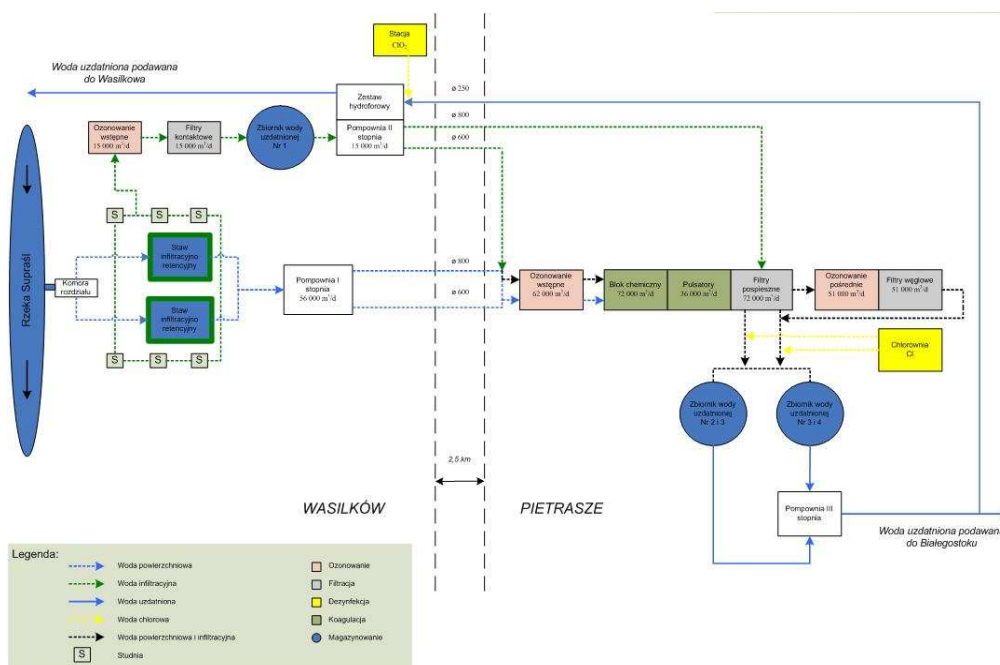 Stacja
ClO₂
Woda uzdatniona podawana
do Wasilkowa
Zestaw
hydroforowy
ø 250
ø 800
ø 600
Ozonowanie
wstępne
15 000 m³/d
Filtry
kontaktowe
15 000 m³/d
Zbiornik wody
uzdatnionej
Nr 1
Pompownia II
stopnia
15 000 m³/d
S
S
S
Rzeka Supraśl
Komora
rozdziału
Staw
infiltracyjno
retencyjny
Staw
infiltracyjno
retencyjny
S
S
S
Pompownia I
stopnia
56 000 m³/d
ø 800
ø 600
Ozonowanie
wstępne
62 000 m³/d
Blok chemiczny
72 000 m³/d
Pulsatory
36 000 m³/d
Filtry
pospieszne
72 000 m³/d
Ozonowanie
pośrednie
51 000 m³/d
Filtry węglowe
51 000 m³/d
Chlorownia
Cl
Zbiornik wody
uzdatnionej
Nr 2 i 3
Zbiornik wody
uzdatnionej
Nr 3 i 4
2,5 km
WASILKÓW
PIETRASZE
Pompownia III
stopnia
Woda uzdatniona podawana
do Białegostoku
Legenda:
Woda powierzchniowa
Woda infiltracyjna
Woda uzdatniona
Woda chlorowa
Woda powierzchniowa i infiltracyjna
S Studnia
Ozonowanie
Filtracja
Dezynfekcja
Koagulacja
Magazynowanie